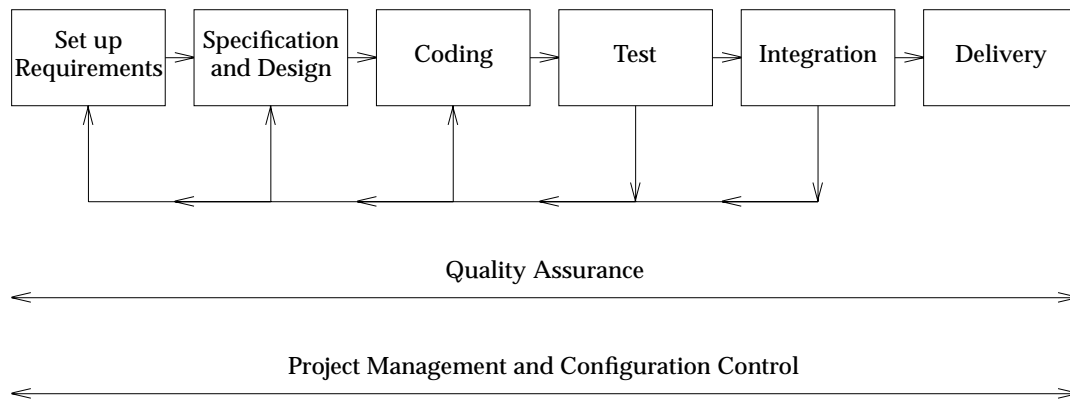 Set up
Requirements
Specification
and Design
Coding
Test
Integration
Delivery
Quality Assurance
Project Management and Configuration Control